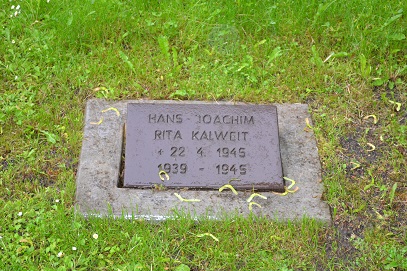 HANS-JOACHIM
RITA KALWEIT
+ 22 4 1945
1939 - 1945